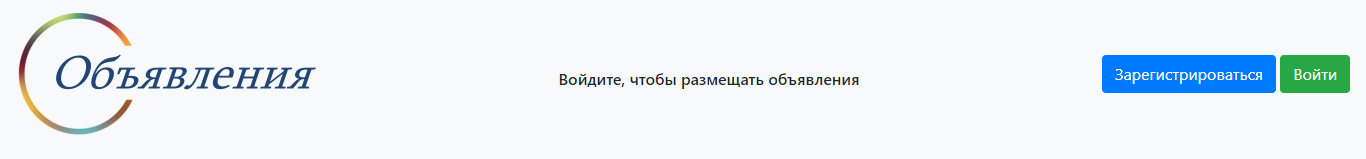 Объявления
Войдите, чтобы размещать объявления
Зарегистрироваться
Войти